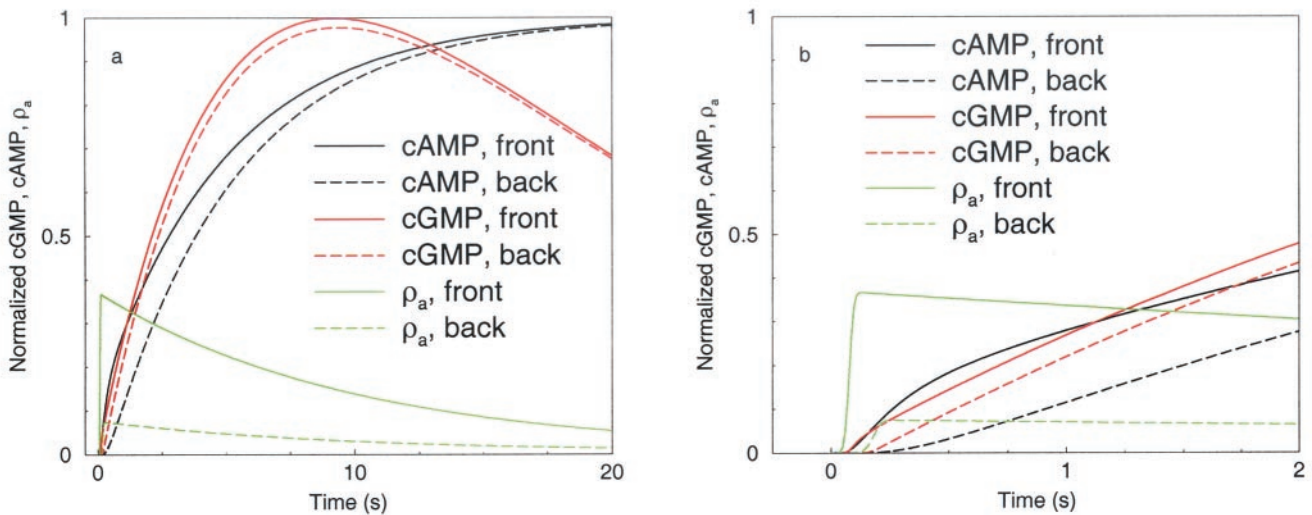 a
Normalized cGMP, cAMP, ρa
1
0.5
0
cAMP, front
cAMP, back
cGMP, front
cGMP, back
ρa, front
ρa, back
0
10
20
Time (s)
b
Normalized cGMP, cAMP, ρa
1
0.5
0
cAMP, front
cAMP, back
cGMP, front
cGMP, back
ρa, front
ρa, back
0
1
2
Time (s)